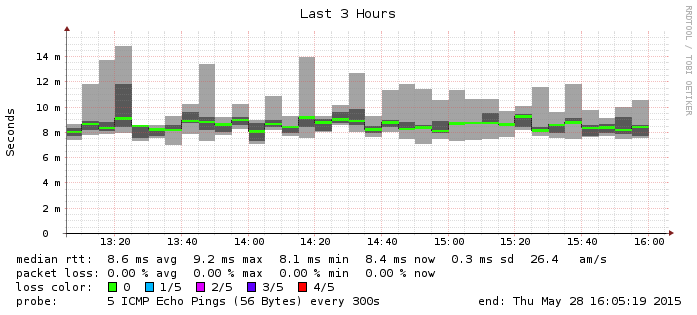 Last 3 Hours
RRDTOOL / TOBI OETIKER
Seconds
14 m
12 m
10 m
8 m
6 m
4 m
2 m
0
13:20 13:40 14:00 14:20 14:40 15:00 15:20 15:40 16:00
median rtt: 8.6 ms avg 9.2 ms max 8.1 ms min 8.4 ms now 0.3 ms sd 26.4 am/s
packet loss: 0.00 % avg 0.00 % max 0.00 % min 0.00 % now
loss color: 0 1/5 2/5 3/5 4/5
probe: 5 ICMP Echo Pings (56 Bytes) every 300s end: Thu May 28 16:05:19 2015